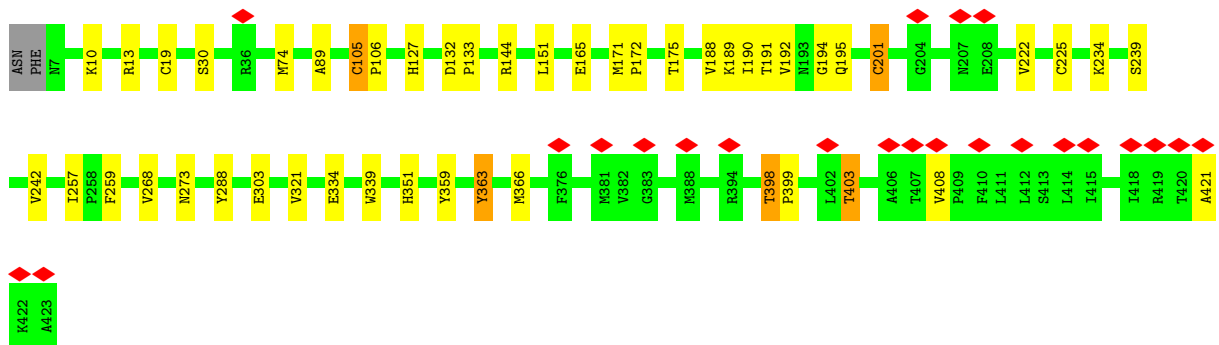 ASN PHE N7 K10 R13 C19 S30 R36 M74 A89 C105 P106 H127 D132 P133 R144 L151 E165 M171 P172 T175 V188 K189 I190 T191 V192 N193 G194 Q195 C201 G204 N207 E208 V222 C225 K234 S239
V242 I257 P258 F259 V268 N273 Y288 E303 V321 E334 W339 H351 Y359 Y363 M366 F376 M381 V382 G383 M388 R394 T398 P399 L402 T403 A406 T407 V408 P409 F410 L411 L412 S413 L414 I415 I418 R419 T420 A421
K422 A423